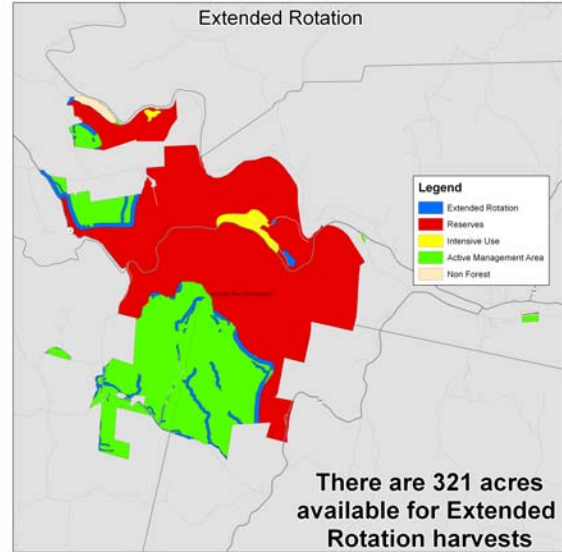 Extended Rotation
Legend
Extended Rotation
Reserves
Intensive Use
Active Management Area
Non Forest
There are 321 acres
available for Extended
Rotation harvests